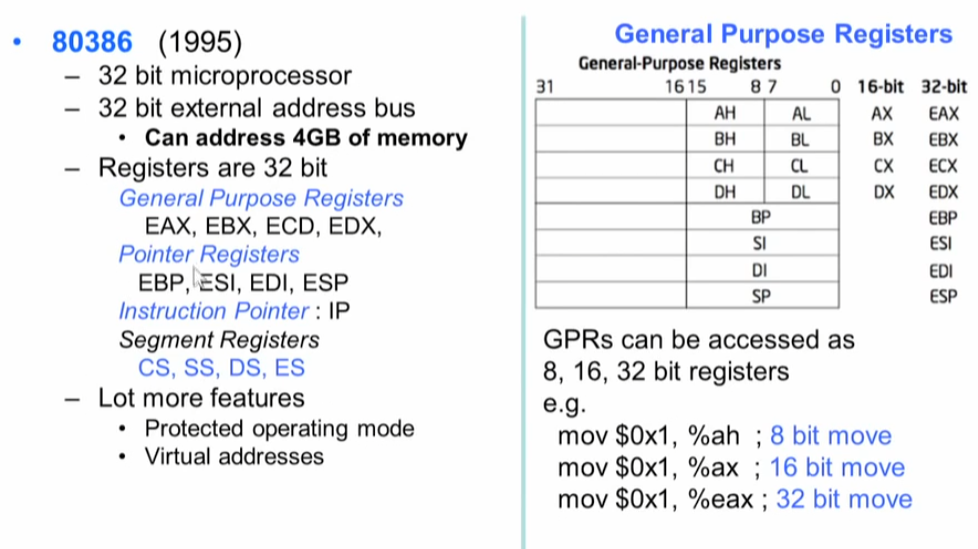 • 80386 (1995)
– 32 bit microprocessor
– 32 bit external address bus
• Can address 4GB of memory
– Registers are 32 bit
General Purpose Registers
EAX, EBX, ECD, EDX,
Pointer Registers
EBP, ESI, EDI, ESP
Instruction Pointer : IP
Segment Registers
CS, SS, DS, ES
– Lot more features
• Protected operating mode
• Virtual addresses
General Purpose Registers
General-Purpose Registers
31 16 15 8 7 0 16-bit 32-bit
AH AL AX EAX
BH BL BX EBX
CH CL CX ECX
DH DL DX EDX
BP EBP
SI ESI
DI EDI
SP ESP
GPRs can be accessed as
8, 16, 32 bit registers
e.g.
mov $0x1, %ah ; 8 bit move
mov $0x1, %ax ; 16 bit move
mov $0x1, %eax ; 32 bit move